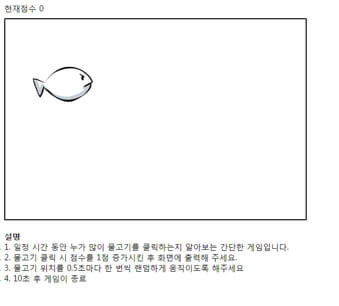 현재점수 0
설명
1. 일정 시간 동안 누가 많이 물고기를 클릭하는지 알아보는 간단한 게임입니다.
2. 물고기 클릭 시 점수를 1점 증가시킨 후 화면에 출력해 주세요.
3. 물고기 위치를 0.5초마다 한 번씩 랜덤하게 움직이도록 해주세요
4. 10초 후 게임이 종료